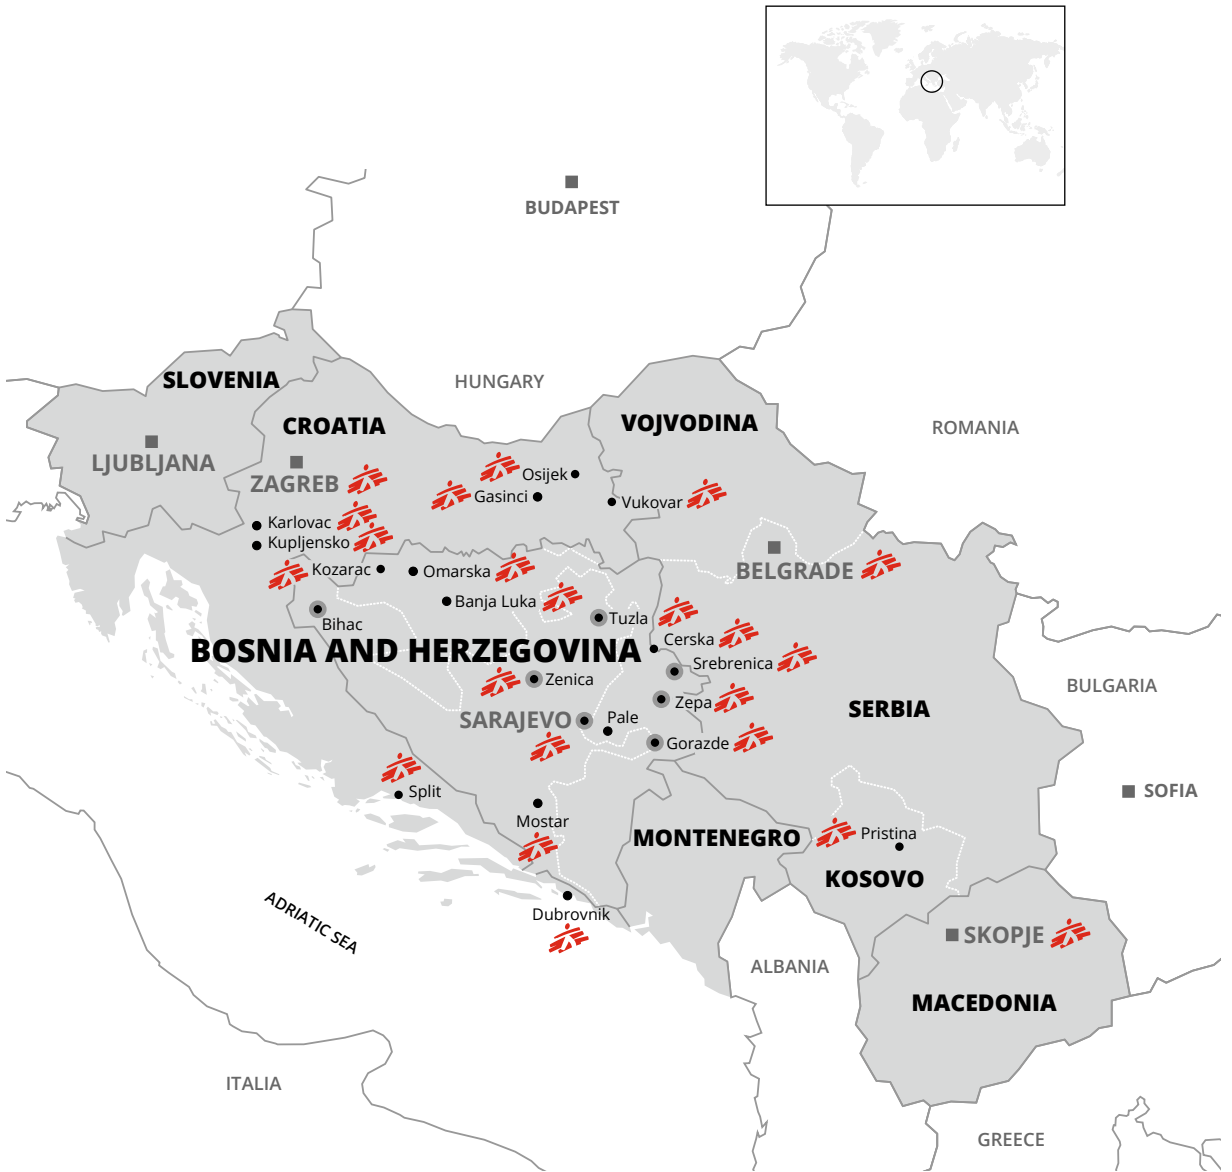 BUDAPEST
SLOVENIA
HUNGARY
CROATIA
VOJVODINA
ROMANIA
LJUBLJANA
ZAGREB
Osijek
Gasinci
Vukovar
Karlovac
Kupljensko
Kozarac
Omarska
BELGRADE
Banja Luka
Tuzla
Bihac
Cerska
BOSNIA AND HERZEGOVINA
Srebrenica
Zenica
BULGARIA
Zepa
SERBIA
SARAJEVO
Pale
Gorazde
Split
SOFIA
Mostar
MONTENEGRO
Pristina
KOSOVO
ADRIATIC SEA
Dubrovnik
SKOPJE
ALBANIA
MACEDONIA
ITALIA
GREECE